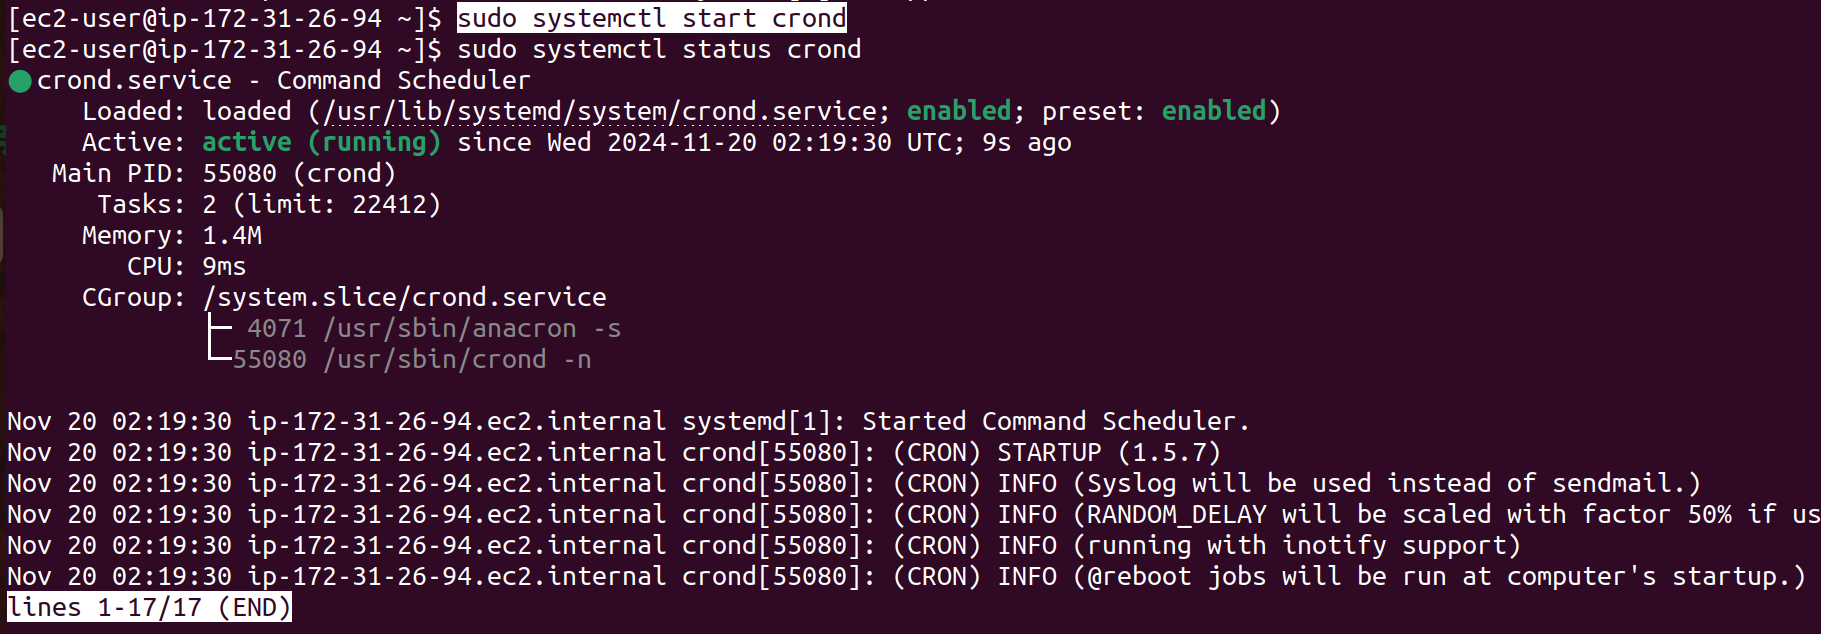 [ec2-user@ip-172-31-26-94 ~]$ sudo systemctl start crond
[ec2-user@ip-172-31-26-94 ~]$ sudo systemctl status crond
● crond.service - Command Scheduler
     Loaded: loaded (/usr/lib/systemd/system/crond.service; enabled; preset: enabled)
     Active: active (running) since Wed 2024-11-20 02:19:30 UTC; 9s ago
   Main PID: 55080 (crond)
      Tasks: 2 (limit: 22412)
     Memory: 1.4M
        CPU: 9ms
     CGroup: /system.slice/crond.service
             ├─ 4071 /usr/sbin/anacron -s
             └─55080 /usr/sbin/crond -n
Nov 20 02:19:30 ip-172-31-26-94.ec2.internal systemd[1]: Started Command Scheduler.
Nov 20 02:19:30 ip-172-31-26-94.ec2.internal crond[55080]: (CRON) STARTUP (1.5.7)
Nov 20 02:19:30 ip-172-31-26-94.ec2.internal crond[55080]: (CRON) INFO (Syslog will be used instead of sendmail.)
Nov 20 02:19:30 ip-172-31-26-94.ec2.internal crond[55080]: (CRON) INFO (RANDOM_DELAY will be scaled with factor 50% if us
Nov 20 02:19:30 ip-172-31-26-94.ec2.internal crond[55080]: (CRON) INFO (running with inotify support)
Nov 20 02:19:30 ip-172-31-26-94.ec2.internal crond[55080]: (CRON) INFO (@reboot jobs will be run at computer's startup.)
lines 1-17/17 (END)